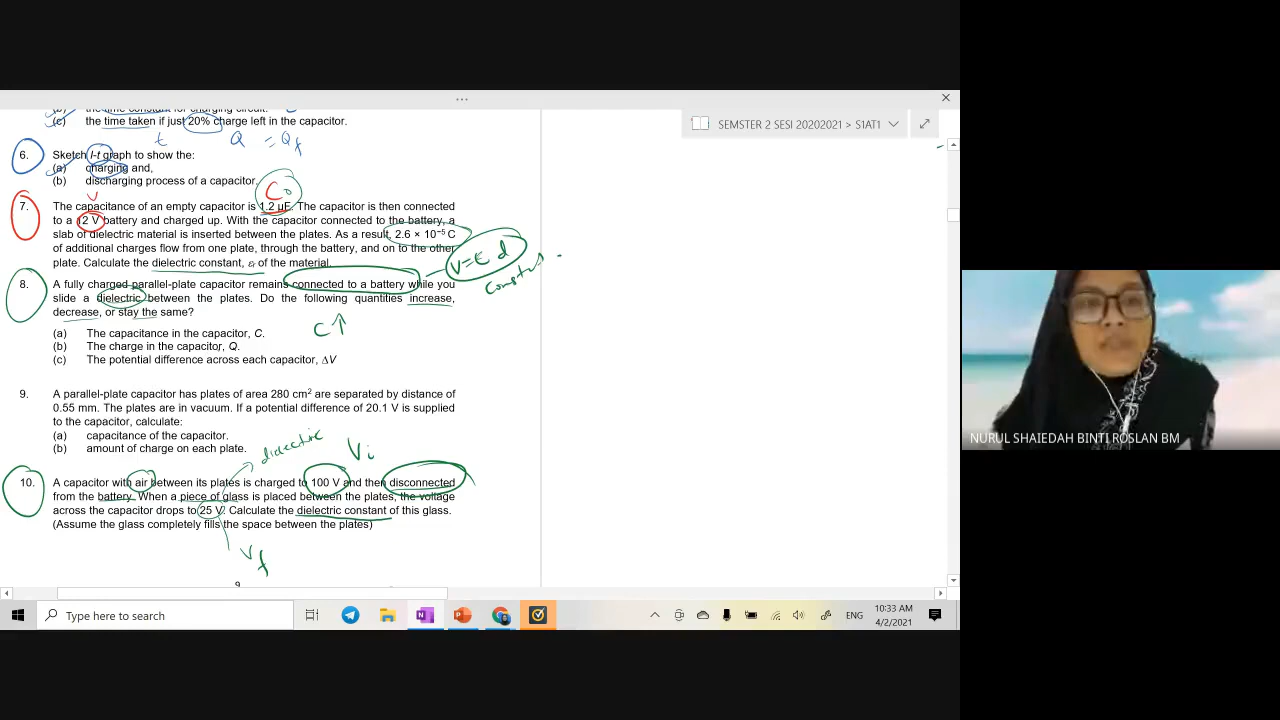 (b) the time constant for charging circuit.
SEMSTER 2 SESI 20202021 > S1AT1
(c) the time taken if just 20% charge left in the capacitor.
t Q = Qf
6. Sketch I-t graph to show the:
(a) charging and,
(b) discharging process of a capacitor.
V C₀
7. The capacitance of an empty capacitor is 1.2 μF. The capacitor is then connected
to a 12 V battery and charged up. With the capacitor connected to the battery, a
slab of dielectric material is inserted between the plates. As a result, 2.6 × 10⁻⁵ C
of additional charges flow from one plate, through the battery, and on to the other
plate. Calculate the dielectric constant, εr of the material.
V = E d
constant
8. A fully charged parallel-plate capacitor remains connected to a battery while you
slide a dielectric between the plates. Do the following quantities increase,
decrease, or stay the same?
C ↑
(a) The capacitance in the capacitor, C.
(b) The charge in the capacitor, Q.
(c) The potential difference across each capacitor, ΔV
9. A parallel-plate capacitor has plates of area 280 cm² are separated by distance of
0.55 mm. The plates are in vacuum. If a potential difference of 20.1 V is supplied
to the capacitor, calculate:
(a) capacitance of the capacitor.
(b) amount of charge on each plate.
dielectric Vi
10. A capacitor with air between its plates is charged to 100 V and then disconnected
from the battery. When a piece of glass is placed between the plates, the voltage
across the capacitor drops to 25 V. Calculate the dielectric constant of this glass.
(Assume the glass completely fills the space between the plates)
Vf
9
NURUL SHAIEDAH BINTI ROSLAN BM
Type here to search
ENG
10:33 AM
4/2/2021